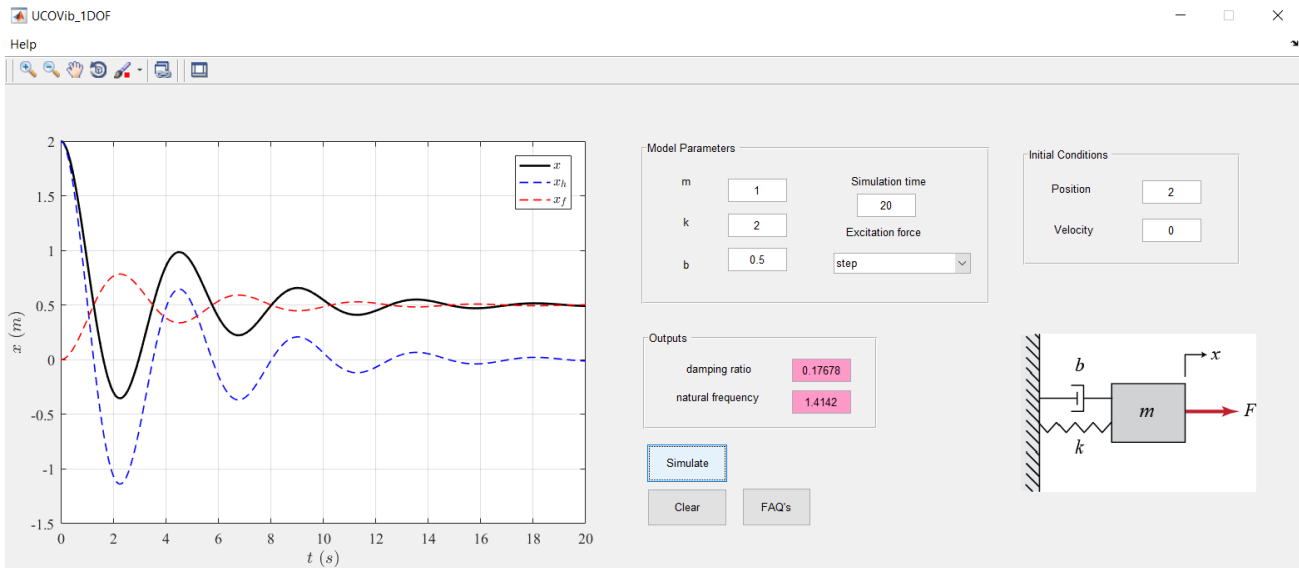 UCOVib_1DOF
Help
2
1.5
1
0.5
0
-0.5
-1
-1.5
x (m)
0 2 4 6 8 10 12 14 16 18 20
t (s)
x
x_h
x_f
Model Parameters
m 1
k 2
b 0.5
Simulation time
20
Excitation force
step
Initial Conditions
Position 2
Velocity 0
Outputs
damping ratio 0.17678
natural frequency 1.4142
Simulate
Clear FAQ's
x
b
m F
k